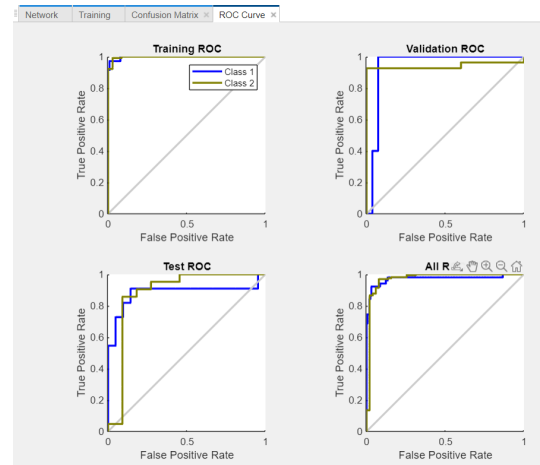 Network Training Confusion Matrix × ROC Curve ×
Training ROC
Class 1
Class 2
True Positive Rate
1
0.8
0.6
0.4
0.2
0
0 0.5 1
False Positive Rate
Validation ROC
True Positive Rate
1
0.8
0.6
0.4
0.2
0
0 0.5 1
False Positive Rate
Test ROC
True Positive Rate
1
0.8
0.6
0.4
0.2
0
0 0.5 1
False Positive Rate
All R
True Positive Rate
1
0.8
0.6
0.4
0.2
0
0 0.5 1
False Positive Rate